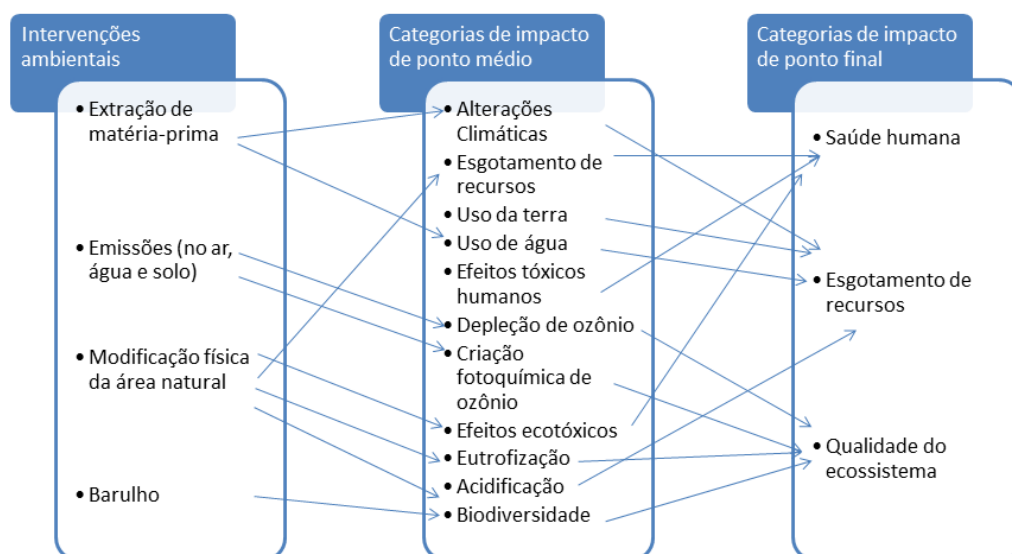 Intervenções
ambientais
• Extração de
matéria-prima
• Emissões (no ar,
água e solo)
• Modificação física
da área natural
• Barulho
Categorias de impacto
de ponto médio
• Alterações
Climáticas
• Esgotamento de
recursos
• Uso da terra
• Uso de água
• Efeitos tóxicos
humanos
• Depleção de ozônio
• Criação
fotoquímica de
ozônio
• Efeitos ecotóxicos
• Eutrofização
• Acidificação
• Biodiversidade
Categorias de impacto
de ponto final
• Saúde humana
• Esgotamento de
recursos
• Qualidade do
ecossistema